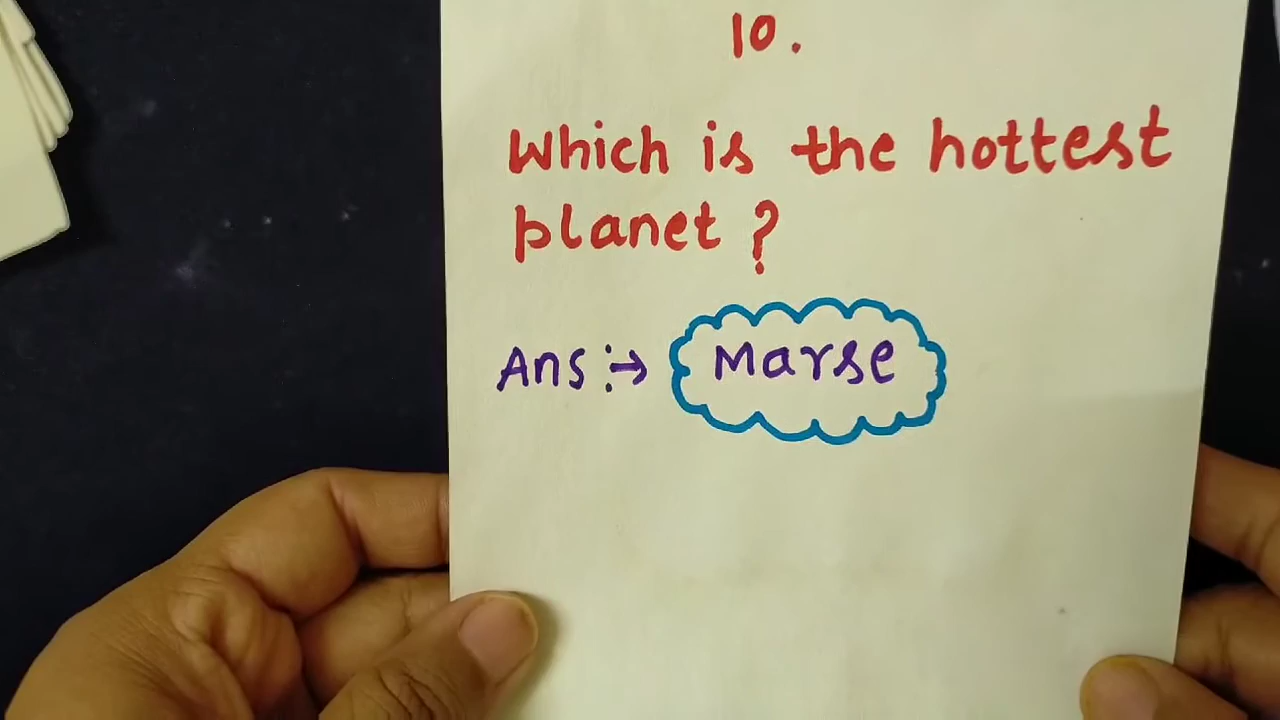 10.
Which is the hottest
planet ?
Ans :→ Marse